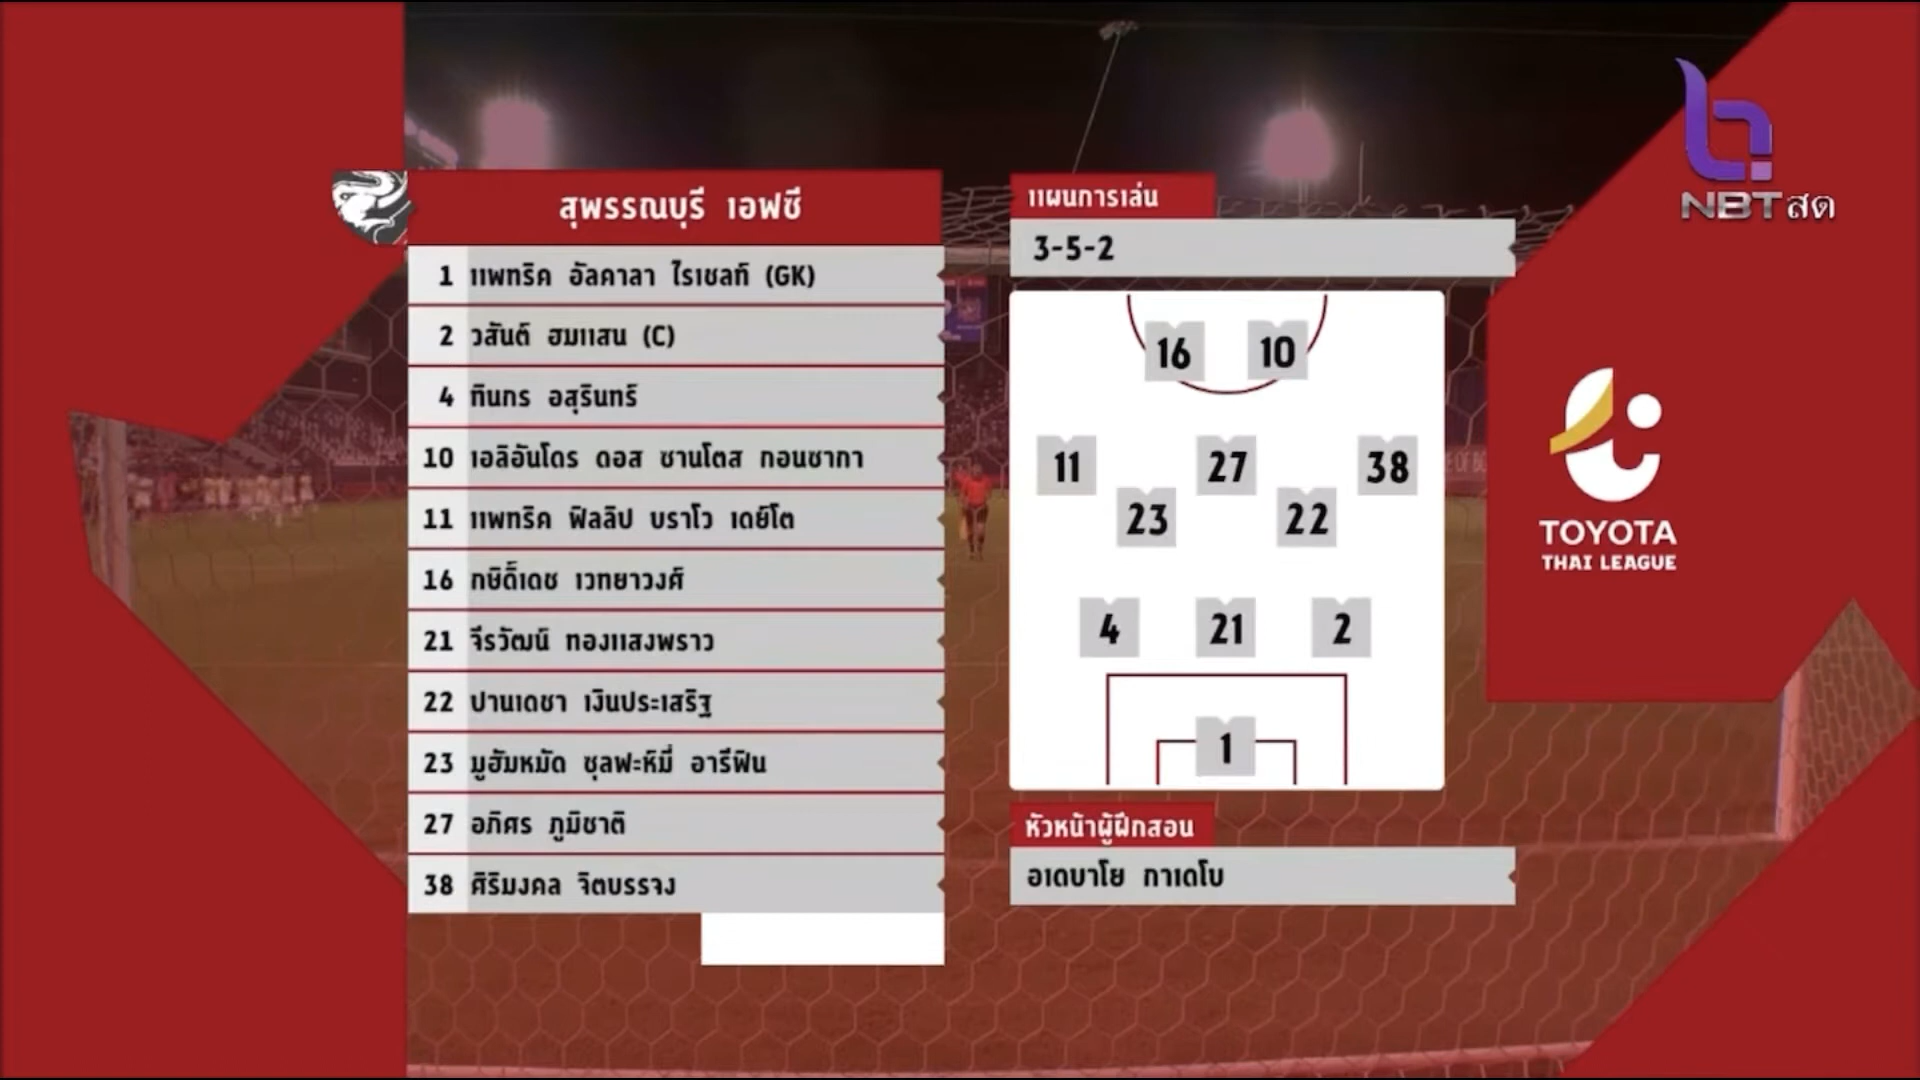 สุพรรณบุรี เอฟซี
1 แพทริค อัลคาลา ไรเชลท์ (GK)
2 วสันต์ ฮมแสน (C)
4 ทินกร อสุรินทร์
10 เอลิอันโดร ดอส ซานโตส กอนซากา
11 แพทริค ฟิลลิป บราโว เดย์โต
16 กษิดิ์เดช เวทยาวงศ์
21 จีรวัฒน์ ทองแสงพราว
22 ปานเดชา เงินประเสริฐ
23 มูฮัมหมัด ซุลฟะห์มี่ อารีฟิน
27 อภิศร ภูมิชาติ
38 ศิริมงคล จิตบรรจง
แผนการเล่น
3-5-2
16 10
11 27 38
23 22
4 21 2
1
หัวหน้าผู้ฝึกสอน
อเดบาโย กาเดโบ
NBT สด
TOYOTA
THAI LEAGUE